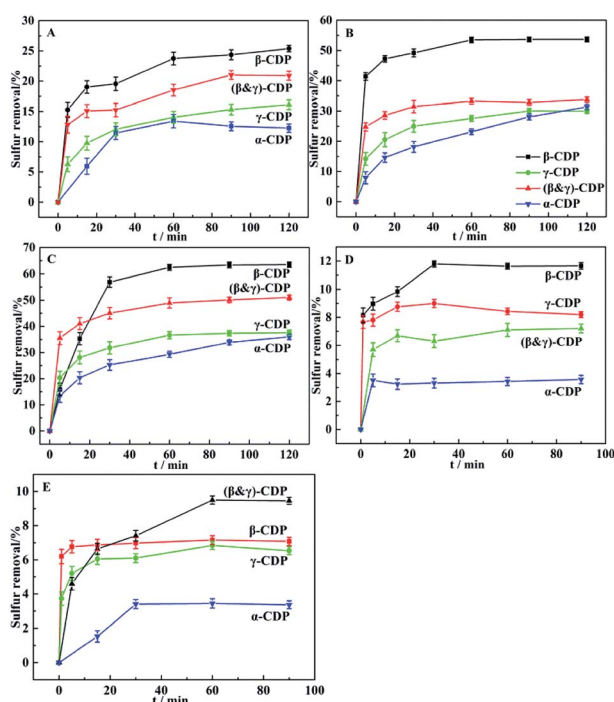 A
Sulfur removal/%
30
25
20
15
10
5
0
β-CDP
(β&γ)-CDP
γ-CDP
α-CDP
0 20 40 60 80 100 120
t / min
B
Sulfur removal/%
60
50
40
30
20
10
0
β-CDP
γ-CDP
(β&γ)-CDP
α-CDP
0 20 40 60 80 100 120
t / min
C
Sulfur removal/%
70
60
50
40
30
20
10
0
β-CDP
(β&γ)-CDP
γ-CDP
α-CDP
0 20 40 60 80 100 120
t / min
D
Sulfur removal/%
12
10
8
6
4
2
0
β-CDP
γ-CDP
(β&γ)-CDP
α-CDP
0 20 40 60 80 100
t / min
E
Sulfur removal/%
10
8
6
4
2
0
(β&γ)-CDP
β-CDP
γ-CDP
α-CDP
0 20 40 60 80 100
t / min